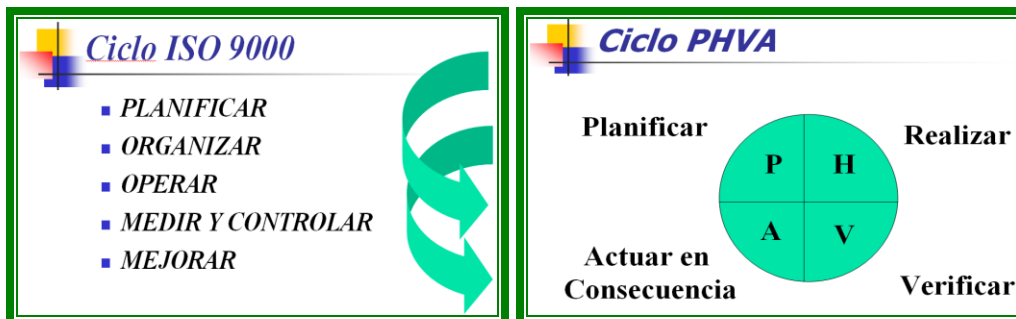 Ciclo ISO 9000
PLANIFICAR
ORGANIZAR
OPERAR
MEDIR Y CONTROLAR
MEJORAR
Ciclo PHVA
Planificar
Realizar
P H
A V
Actuar en
Consecuencia
Verificar